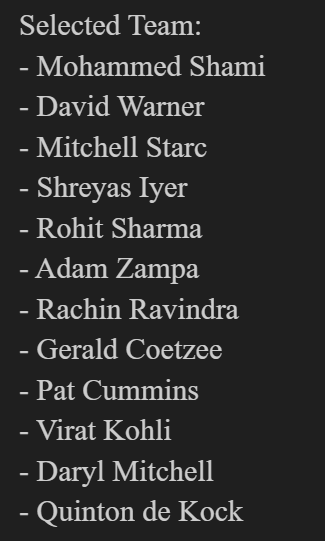 Selected Team:
- Mohammed Shami
- David Warner
- Mitchell Starc
- Shreyas Iyer
- Rohit Sharma
- Adam Zampa
- Rachin Ravindra
- Gerald Coetzee
- Pat Cummins
- Virat Kohli
- Daryl Mitchell
- Quinton de Kock